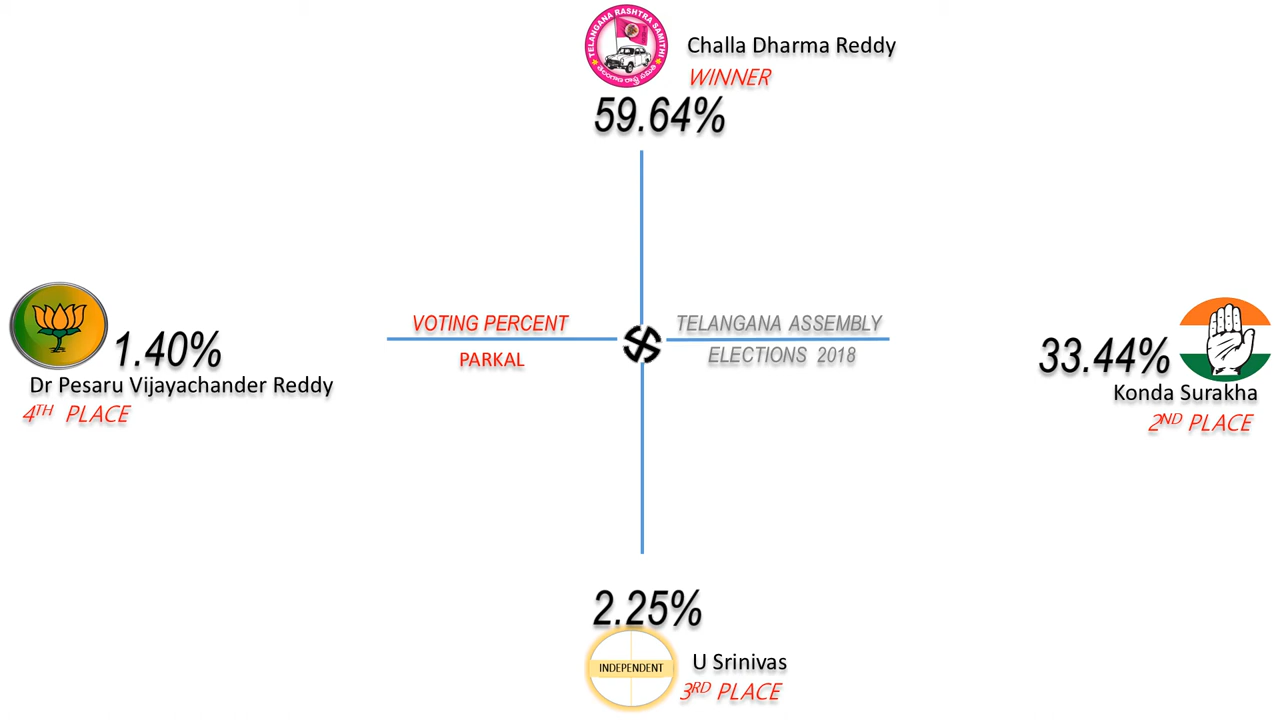 TELANGANA RASHTRA SAMITHI
తెలంగాణ రాష్ట్ర సమితి
Challa Dharma Reddy
WINNER
59.64%
VOTING PERCENT
PARKAL
TELANGANA ASSEMBLY
ELECTIONS 2018
1.40%
Dr Pesaru Vijayachander Reddy
4TH PLACE
33.44%
Konda Surakha
2ND PLACE
2.25%
INDEPENDENT
U Srinivas
3RD PLACE